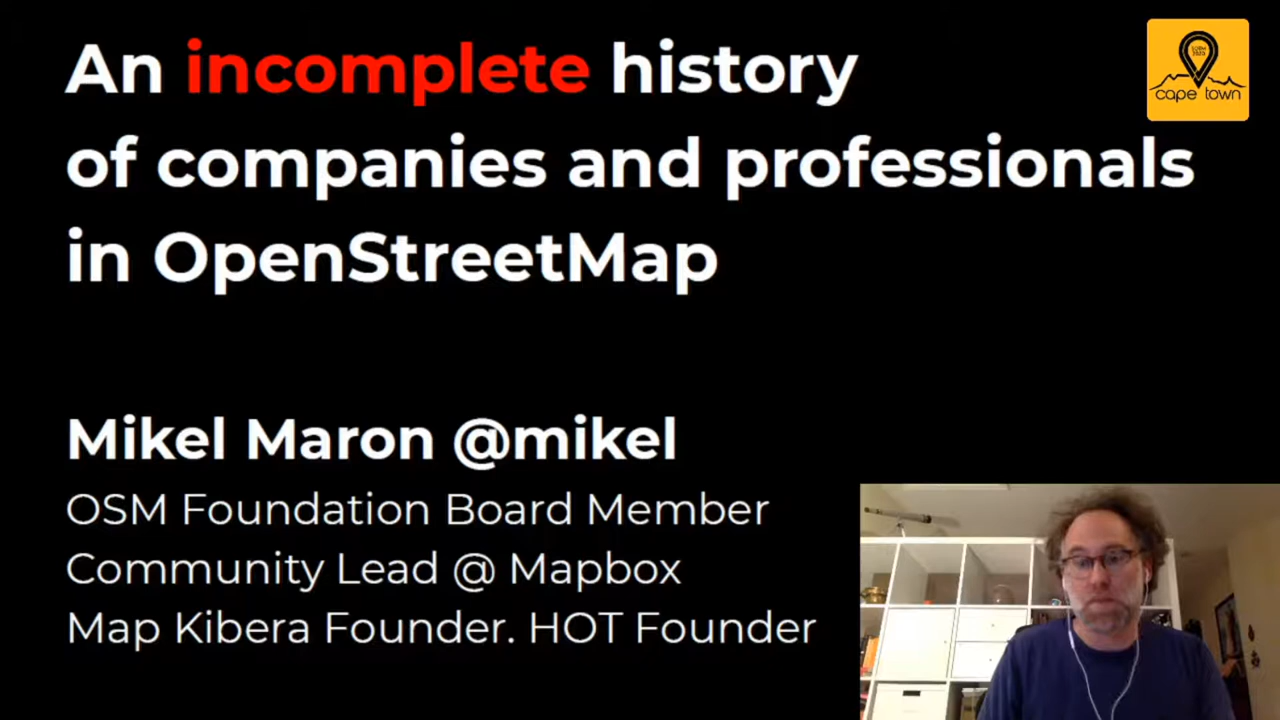 An incomplete history
of companies and professionals
in OpenStreetMap
cape town
Mikel Maron @mikel
OSM Foundation Board Member
Community Lead @ Mapbox
Map Kibera Founder. HOT Founder